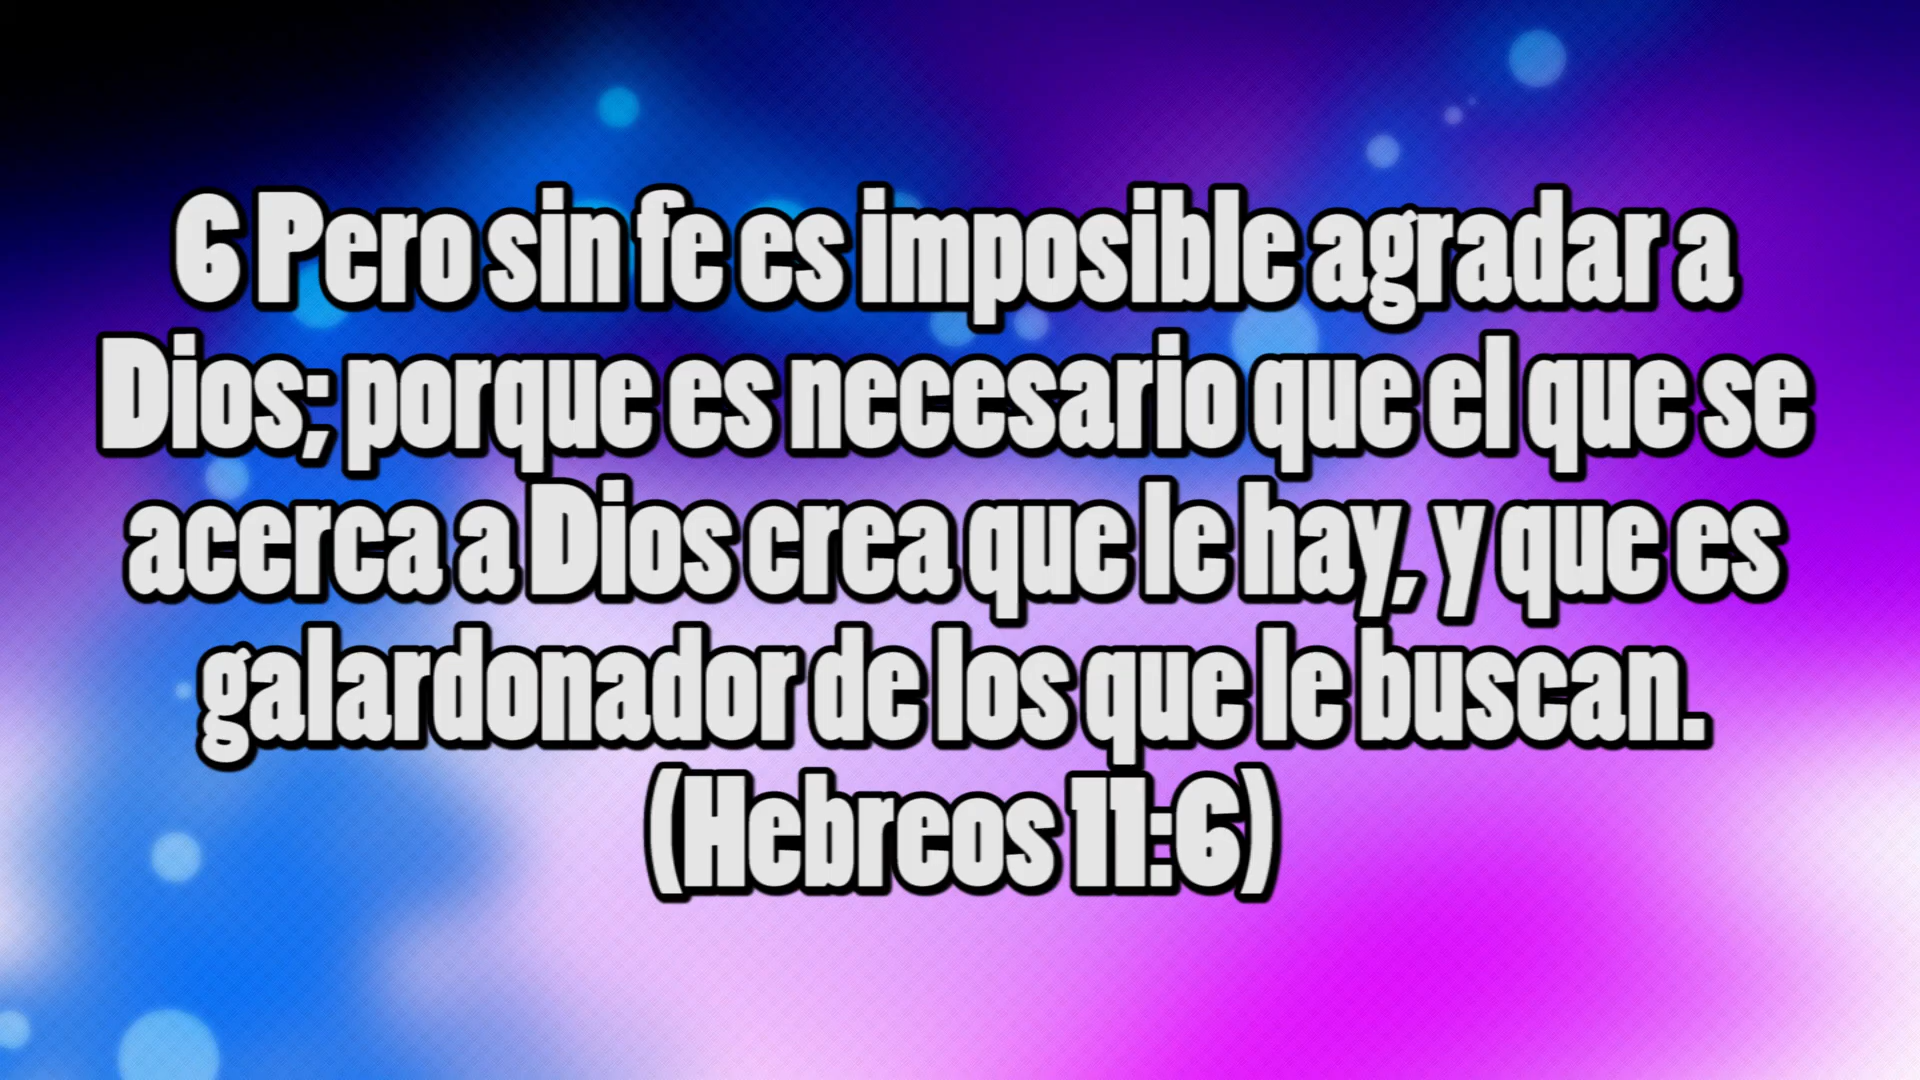 6 Pero sin fe es imposible agradar a
Dios; porque es necesario que el que se
acerca a Dios crea que le hay, y que es
galardonador de los que le buscan.
(Hebreos 11:6)